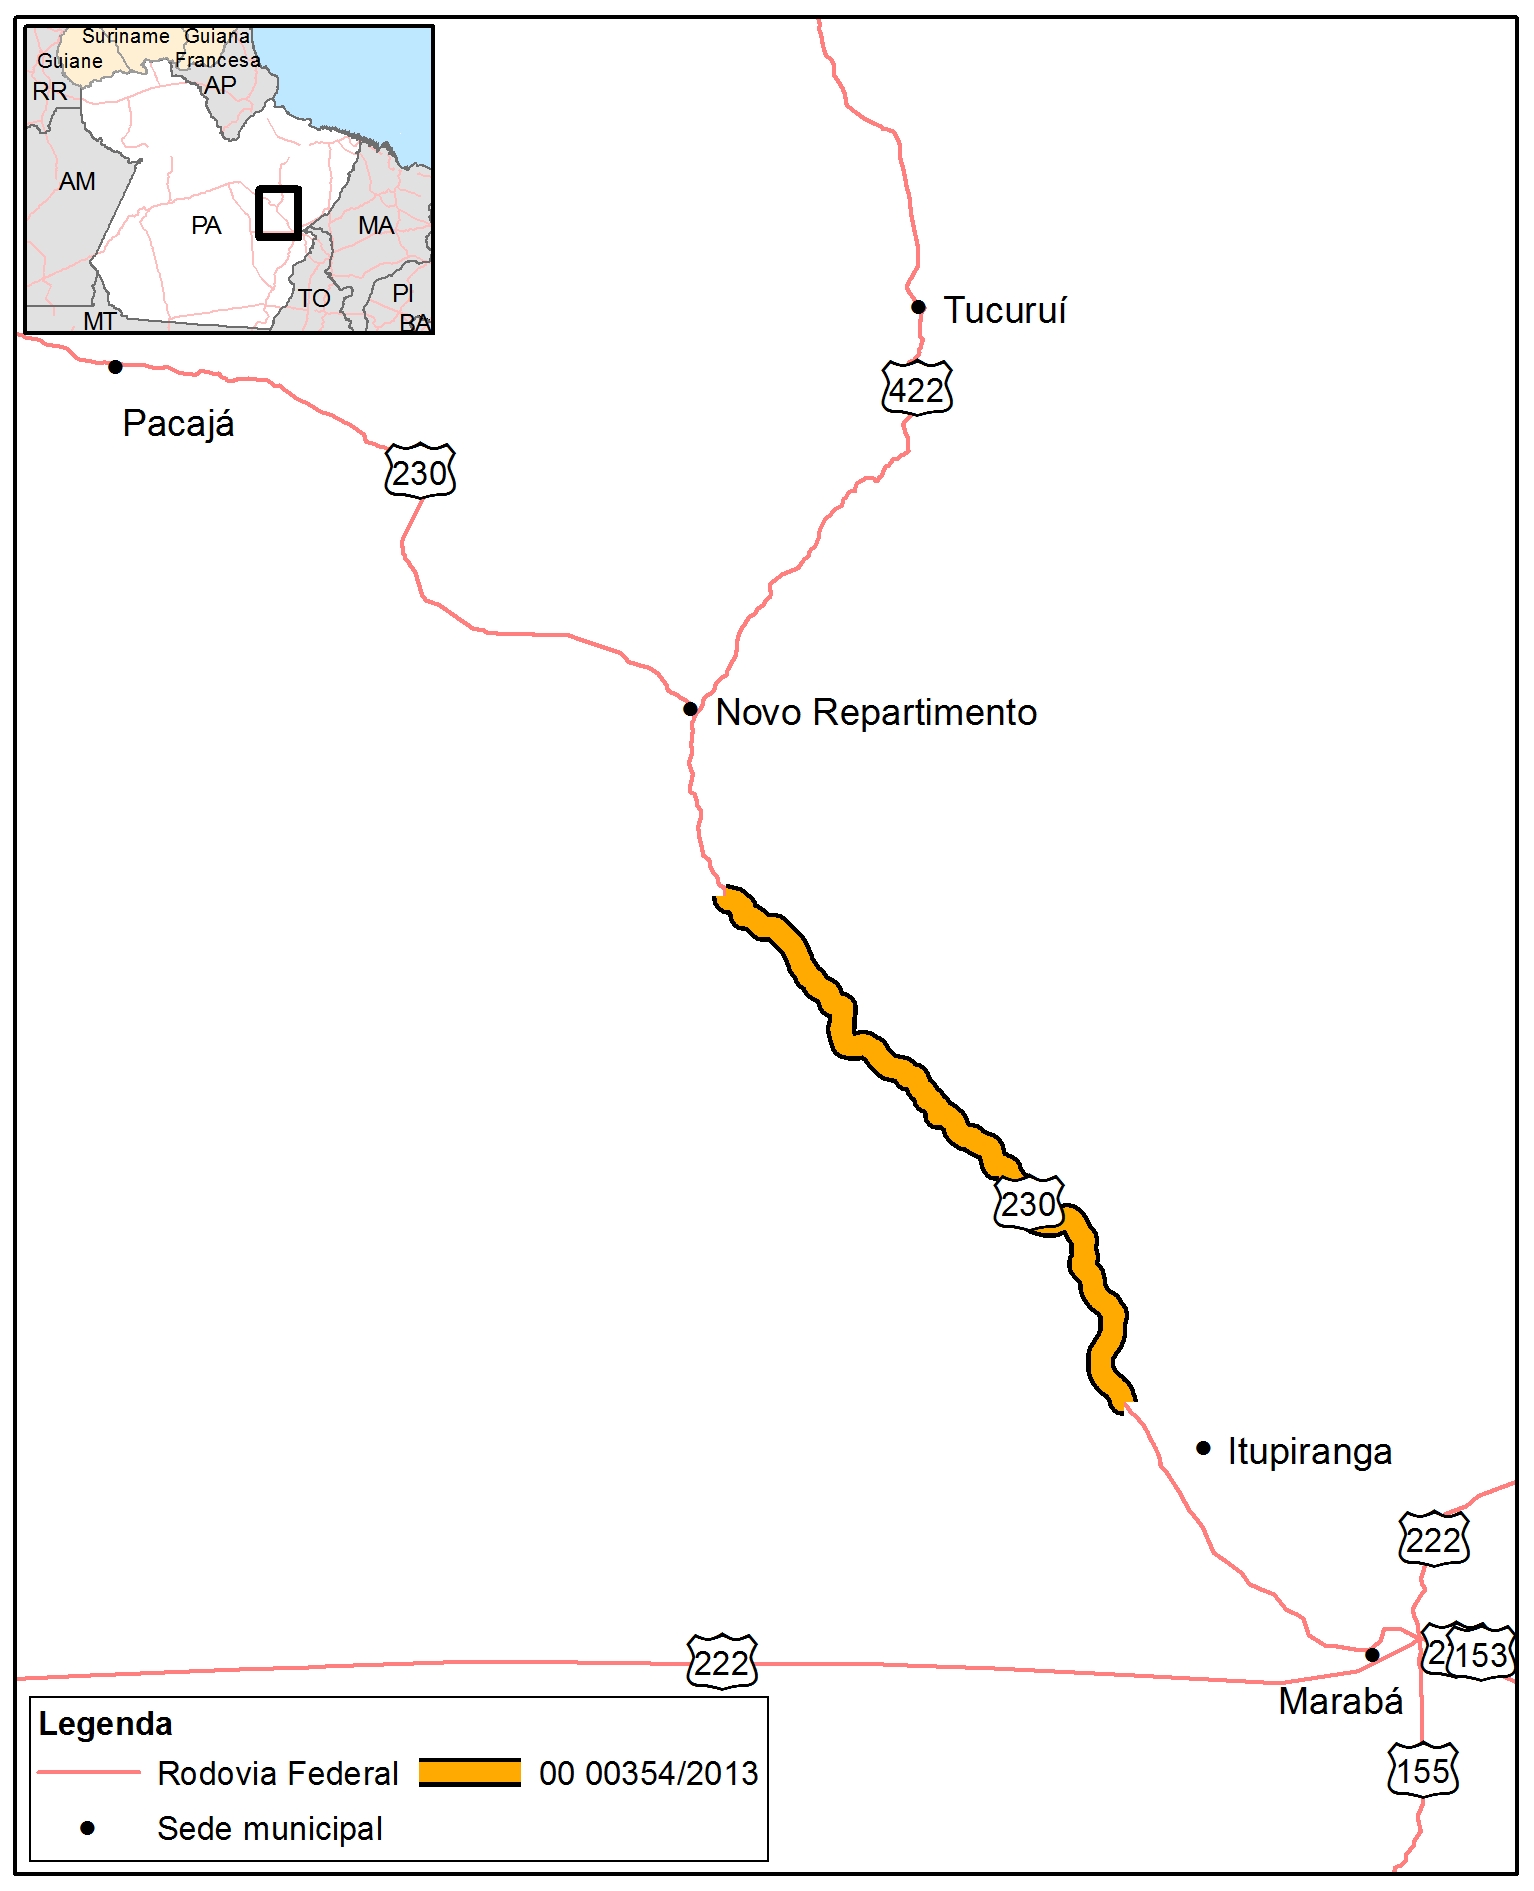 Suriname
Guiana
Guiane
Francesa
RR
AP
AM
PA
MA
TO
PI
MT
BA
Tucuruí
422
Pacajá
230
Novo Repartimento
230
Itupiranga
222
153
222
Marabá
155
Legenda
Rodovia Federal
00 00354/2013
Sede municipal